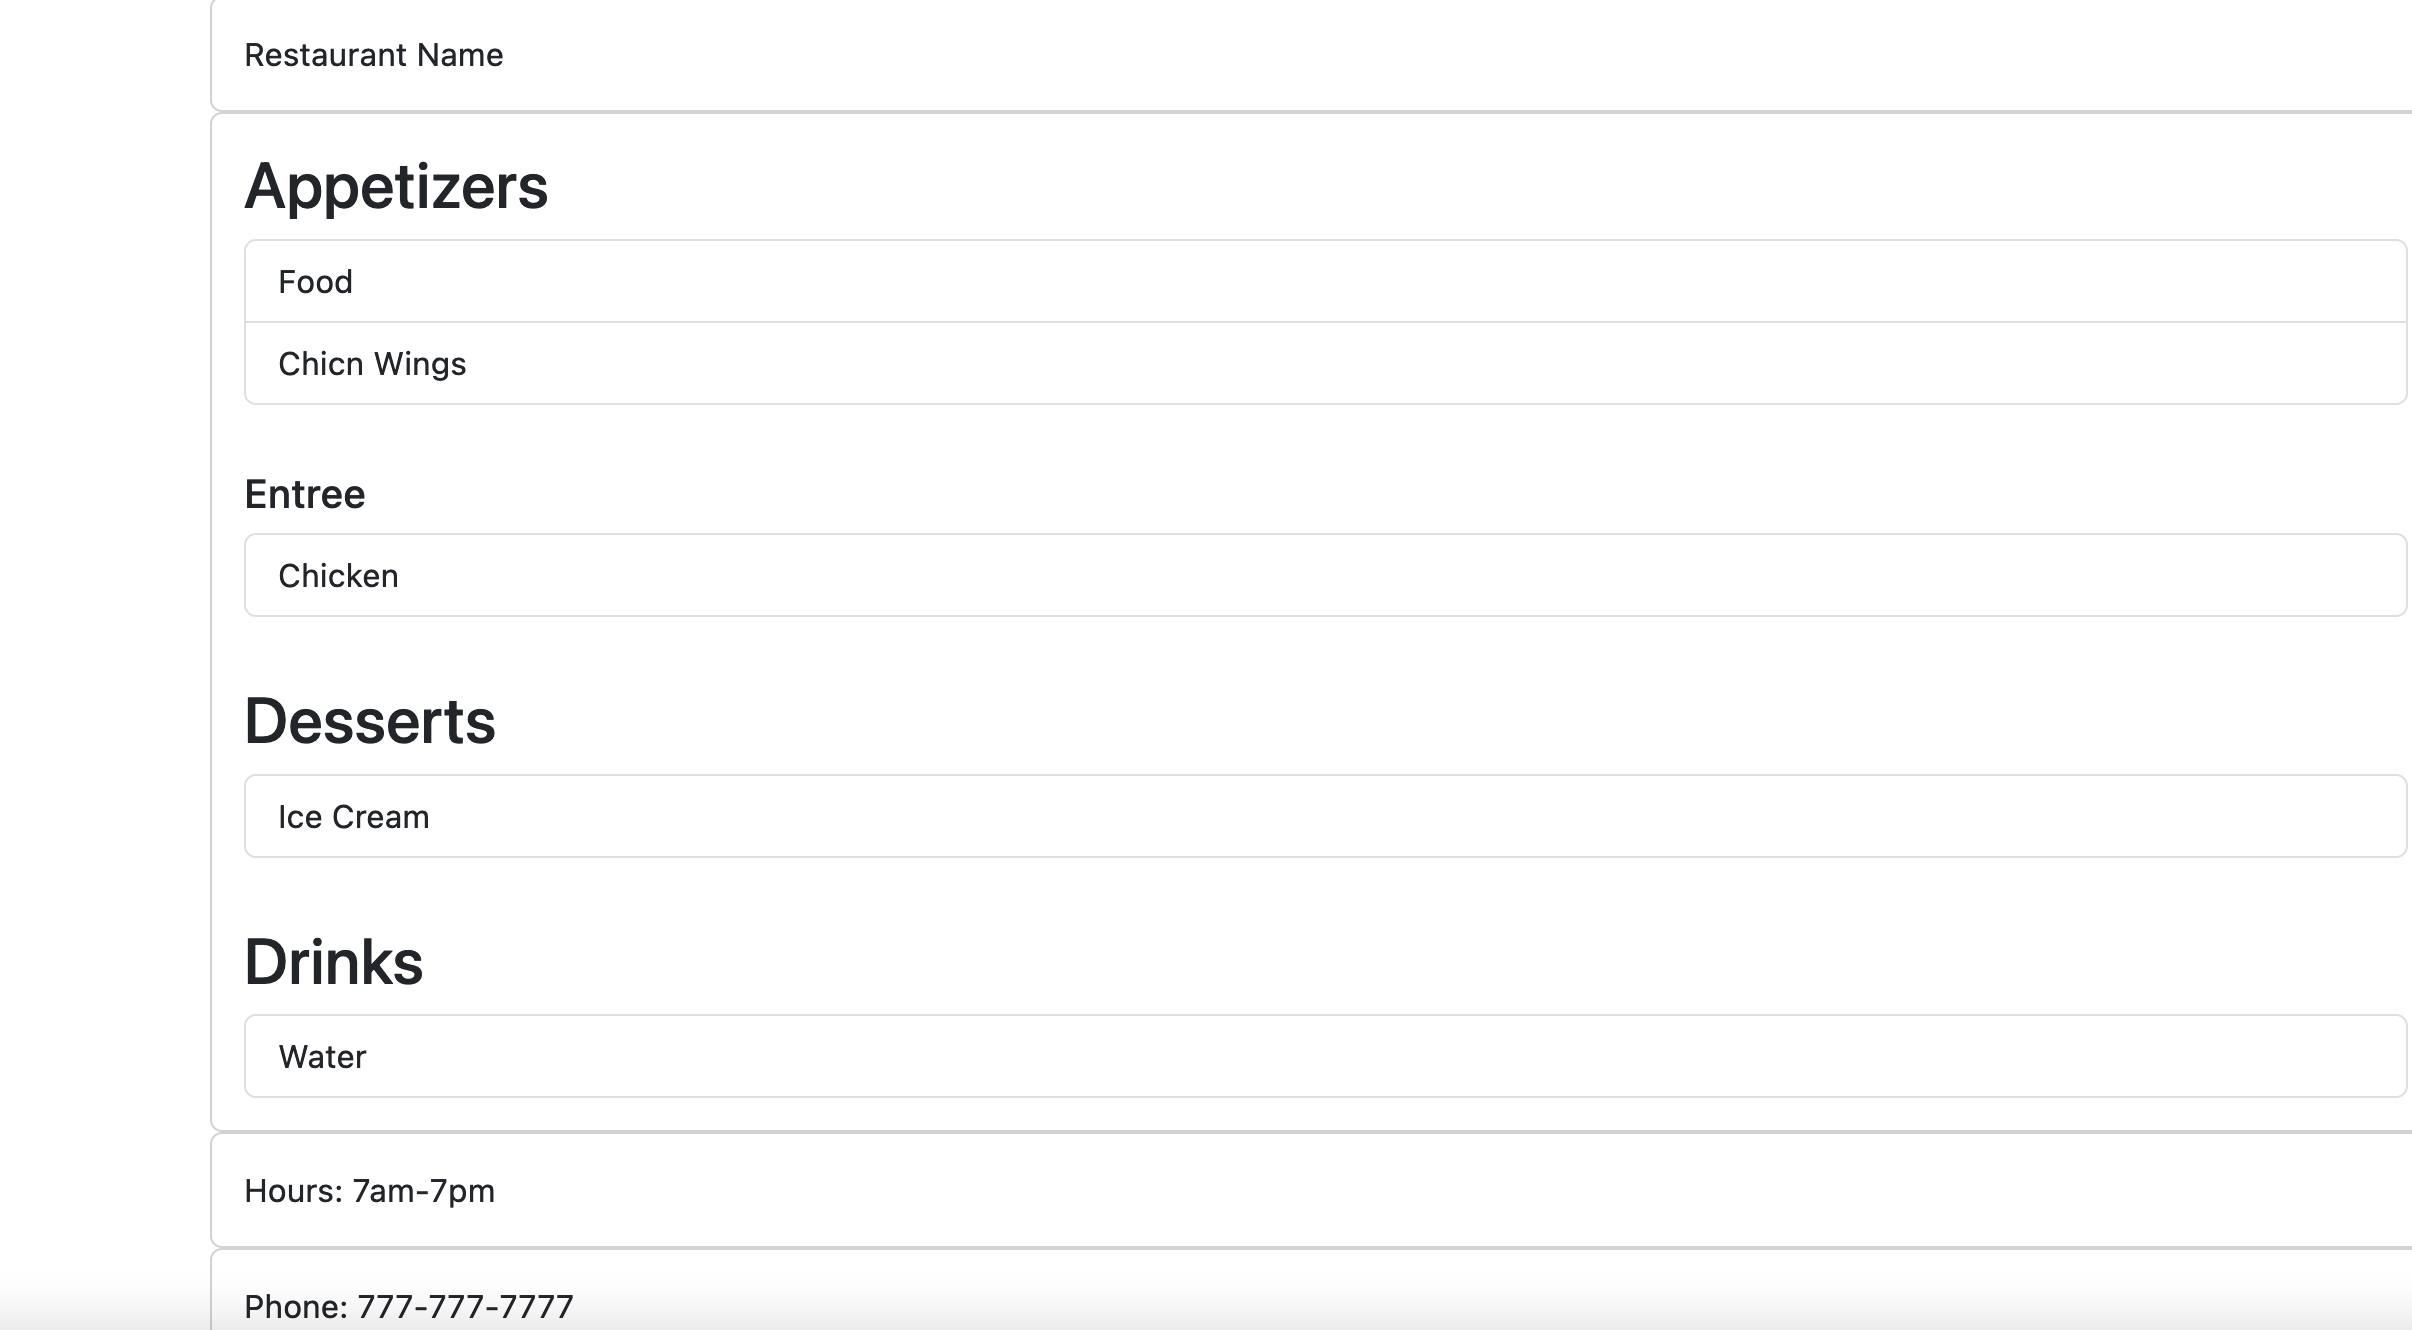 Restaurant Name
Appetizers
Food
Chicn Wings
Entree
Chicken
Desserts
Ice Cream
Drinks
Water
Hours: 7am-7pm
Phone: 777-777-7777